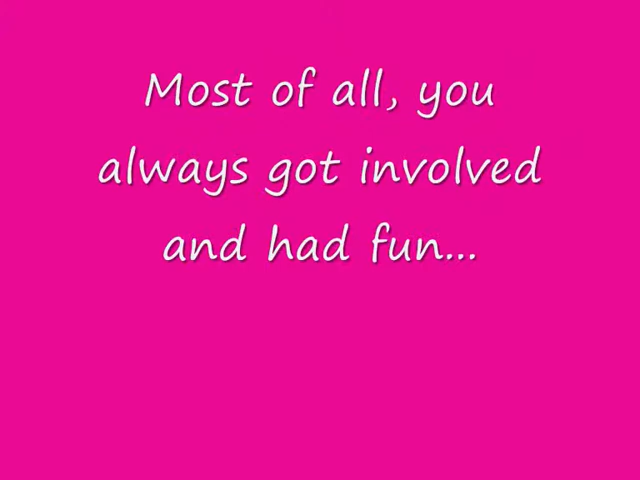 Most of all, you
always got involved
and had fun...